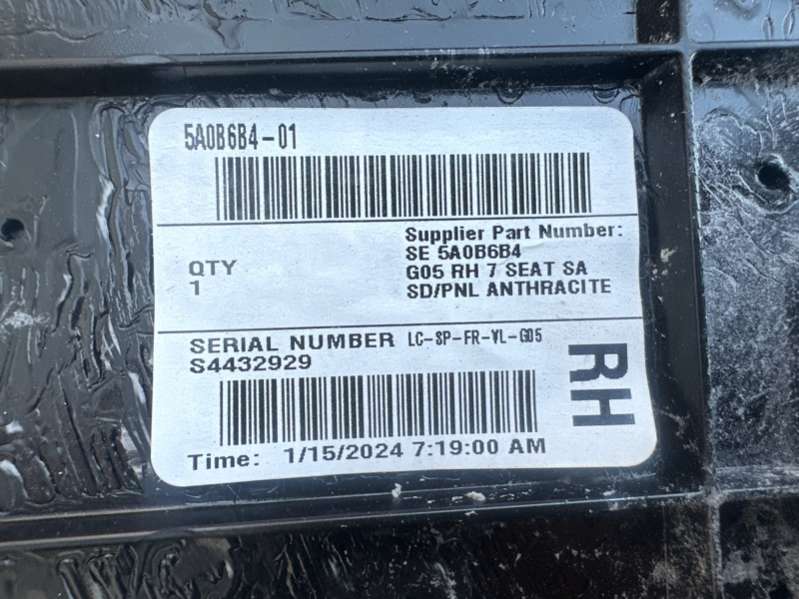 5A0B6B4-01
Supplier Part Number:
SE 5A0B6B4
QTY
G05 RH 7 SEAT SA
1
SD/PNL ANTHRACITE
SERIAL NUMBER LC-SP-FR-VL-G05
S4432929
RH
Time: 1/15/2024 7:19:00 AM